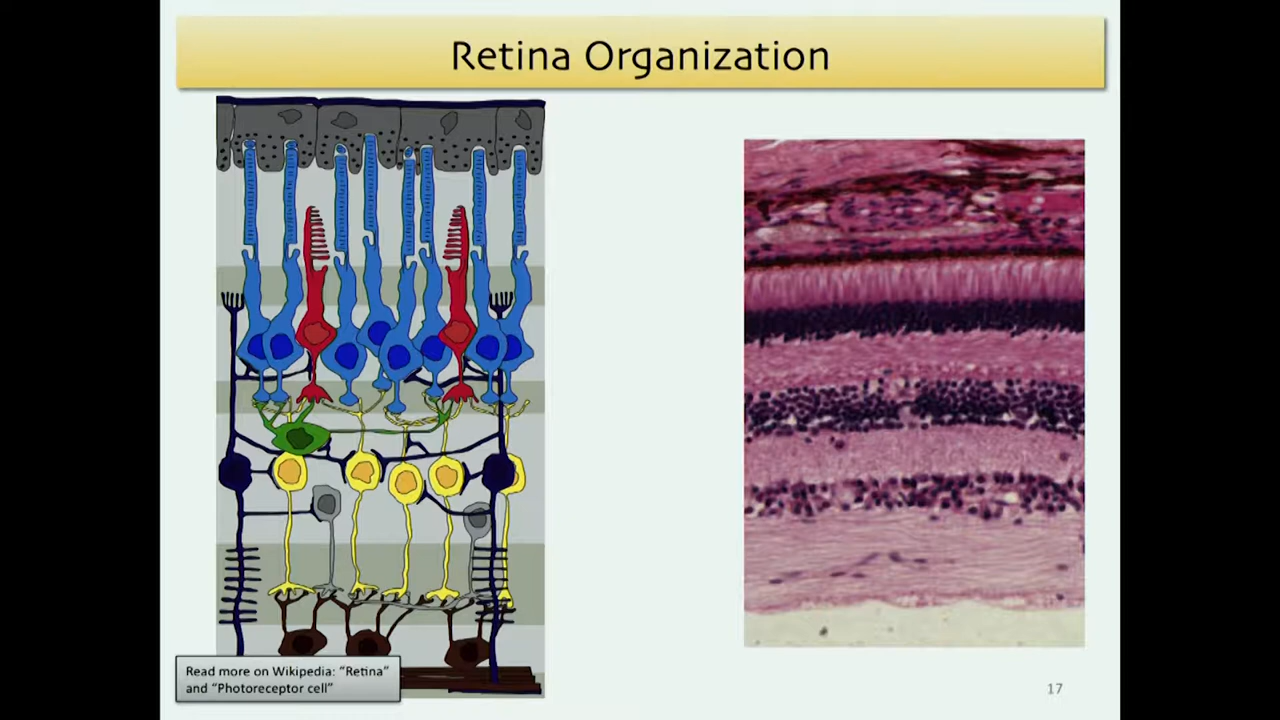 Retina Organization
Read more on Wikipedia: “Retina”
and “Photoreceptor cell”
17